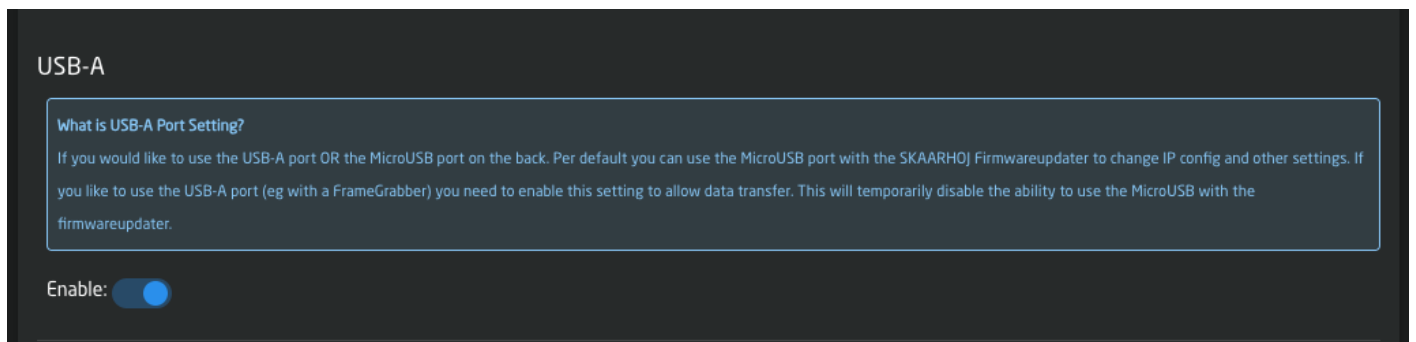 USB-A
What is USB-A Port Setting?
If you would like to use the USB-A port OR the MicroUSB port on the back. Per default you can use the MicroUSB port with the SKAARHOJ Firmwareupdater to change IP config and other settings. If
you like to use the USB-A port (eg with a FrameGrabber) you need to enable this setting to allow data transfer. This will temporarily disable the ability to use the MicroUSB with the
firmwareupdater.
Enable: